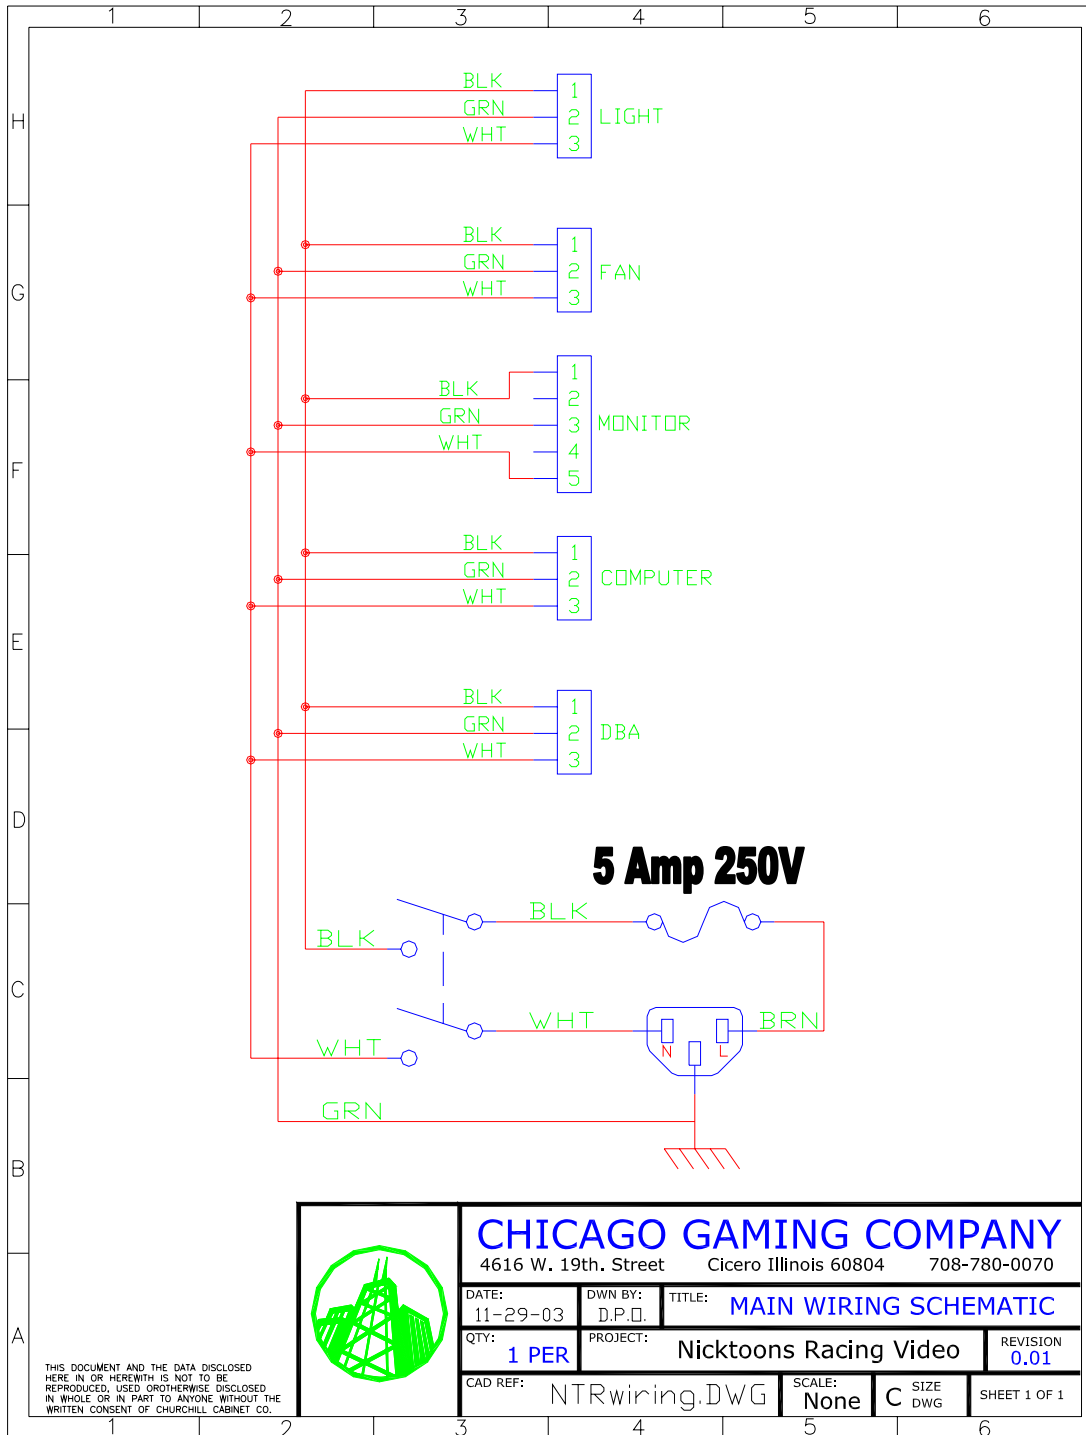 1 2 3 4 5 6
H
G
F
E
D
C
B
A
BLK 1
GRN 2 LIGHT
WHT 3
BLK 1
GRN 2 FAN
WHT 3
1
BLK 2
GRN 3 MONITOR
WHT 4
5
BLK 1
GRN 2 COMPUTER
WHT 3
BLK 1
GRN 2 DBA
WHT 3
5 Amp 250V
BLK
BLK
WHT BRN
N L
WHT
GRN
CHICAGO GAMING COMPANY
4616 W. 19th. Street Cicero Illinois 60804 708-780-0070
DATE: 11-29-03
DWN BY: D.P.O.
TITLE: MAIN WIRING SCHEMATIC
QTY: 1 PER
PROJECT: Nicktoons Racing Video
REVISION 0.01
CAD REF: NTRwiring.DWG
SCALE: None
C SIZE DWG
SHEET 1 OF 1
THIS DOCUMENT AND THE DATA DISCLOSED
HERE IN OR HEREWITH IS NOT TO BE
REPRODUCED, USED OROTHERWISE DISCLOSED
IN WHOLE OR IN PART TO ANYONE WITHOUT THE
WRITTEN CONSENT OF CHURCHILL CABINET CO.
1 2 3 4 5 6